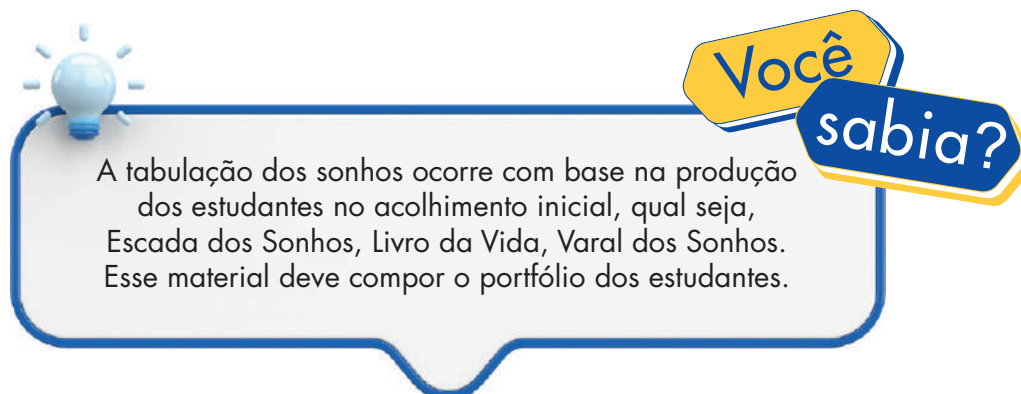 Você
sabia?
A tabulação dos sonhos ocorre com base na produção
dos estudantes no acolhimento inicial, qual seja,
Escada dos Sonhos, Livro da Vida, Varal dos Sonhos.
Esse material deve compor o portfólio dos estudantes.